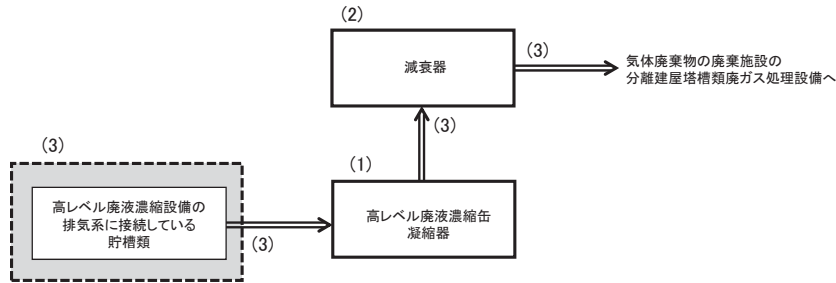 (2)
減衰器
(3)
気体廃棄物の廃棄施設の
分離建屋塔槽類廃ガス処理設備へ
(3)
(3)
(1)
高レベル廃液濃縮設備の
排気系に接続している
貯槽類
(3)
高レベル廃液濃縮缶
凝縮器